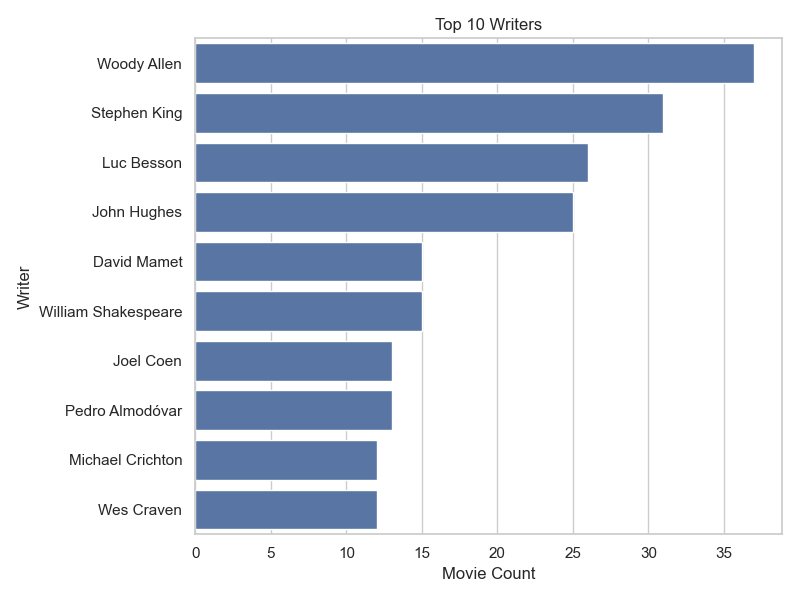 Top 10 Writers
Writer
Woody Allen
Stephen King
Luc Besson
John Hughes
David Mamet
William Shakespeare
Joel Coen
Pedro Almodóvar
Michael Crichton
Wes Craven
0 5 10 15 20 25 30 35
Movie Count